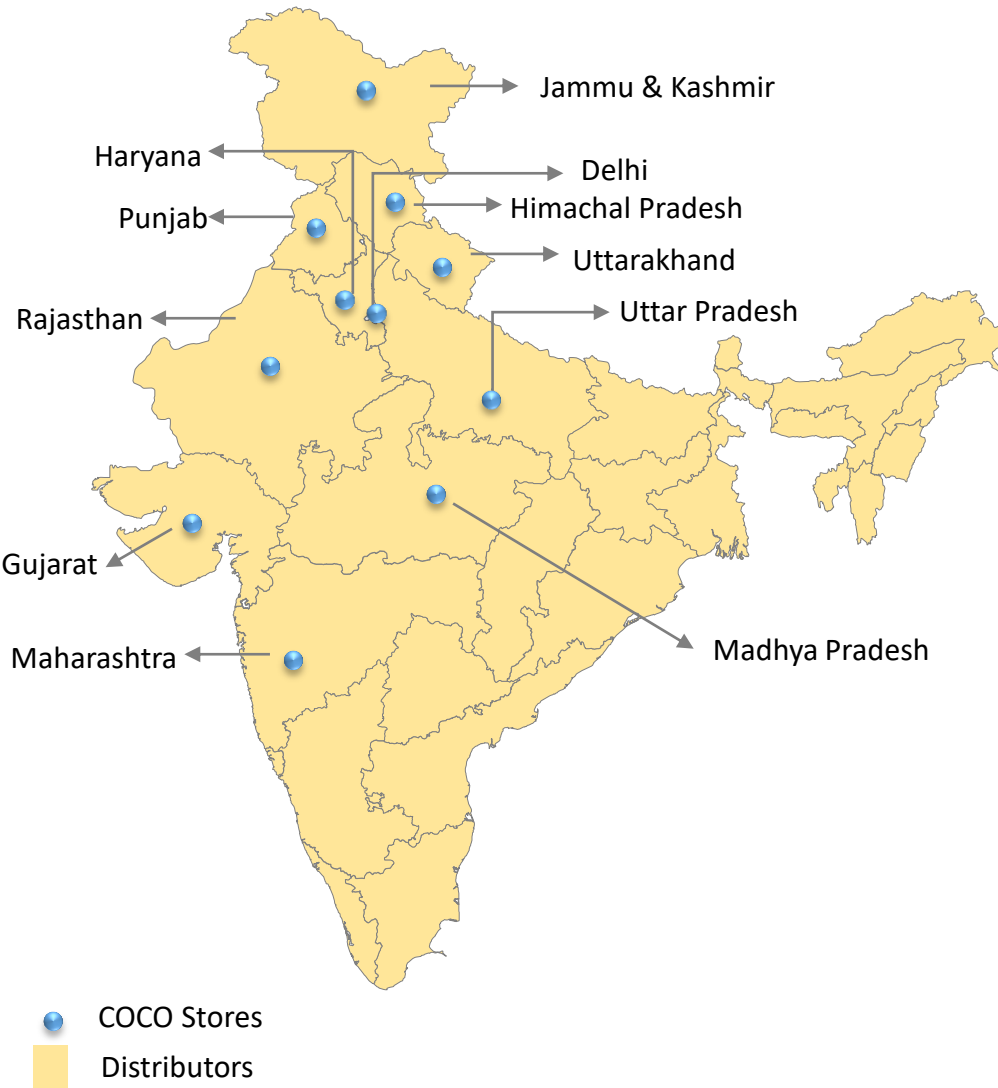 Jammu & Kashmir
Haryana
Delhi
Punjab
Himachal Pradesh
Uttarakhand
Rajasthan
Uttar Pradesh
Gujarat
Maharashtra
Madhya Pradesh
COCO Stores
Distributors